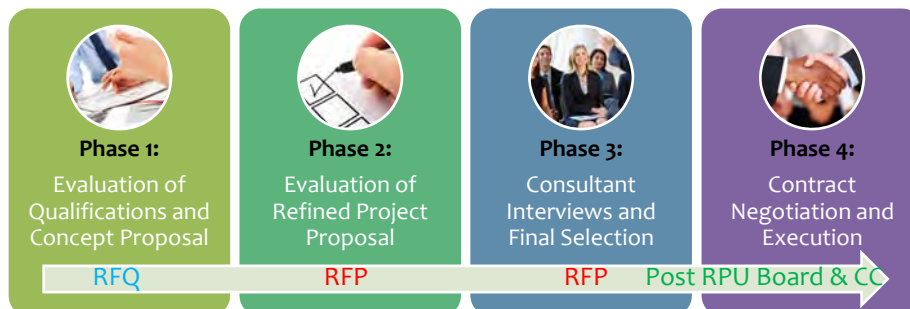 Phase 1:
Evaluation of
Qualifications and
Concept Proposal
RFQ
Phase 2:
Evaluation of
Refined Project
Proposal
RFP
Phase 3:
Consultant
Interviews and
Final Selection
RFP
Phase 4:
Contract
Negotiation and
Execution
Post RPU Board & CC